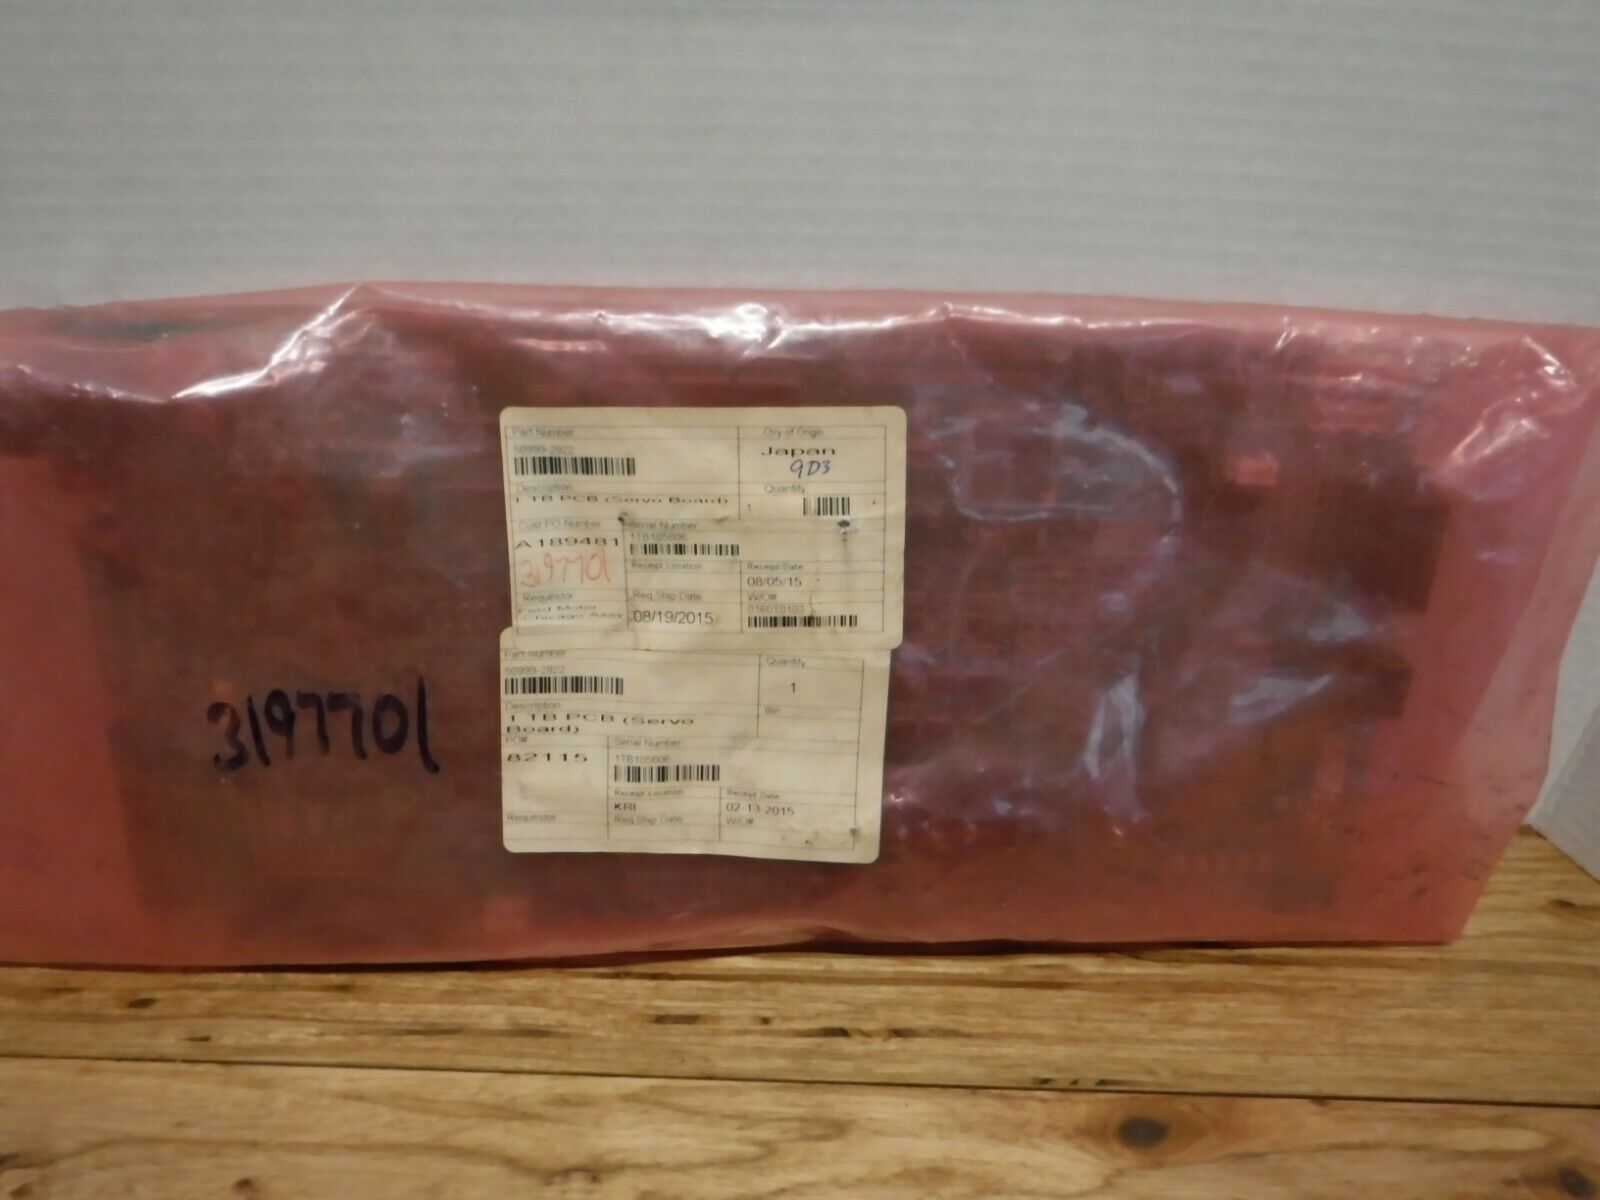 Part Number
50999-2922
Ctry of Origin
Japan
9D3
Description
1 TB PCB (Servo Board)
Quantity
1
Cust PO Number
A189481
3197701
Serial Number
1TB105606
Receipt Location
Receipt Date
08/05/15
Requestor
Ford Motor
Chicago Assy
Req Ship Date
08/19/2015
W/O#
Part Number
50999-2922
Quantity
1
Description
1 TB PCB (Servo
Board)
Bin
PO#
82115
Serial Number
1TB105606
Receipt Location
KRI
Receipt Date
02 13 2015
Requestor
Req Ship Date
W/O#
3197701